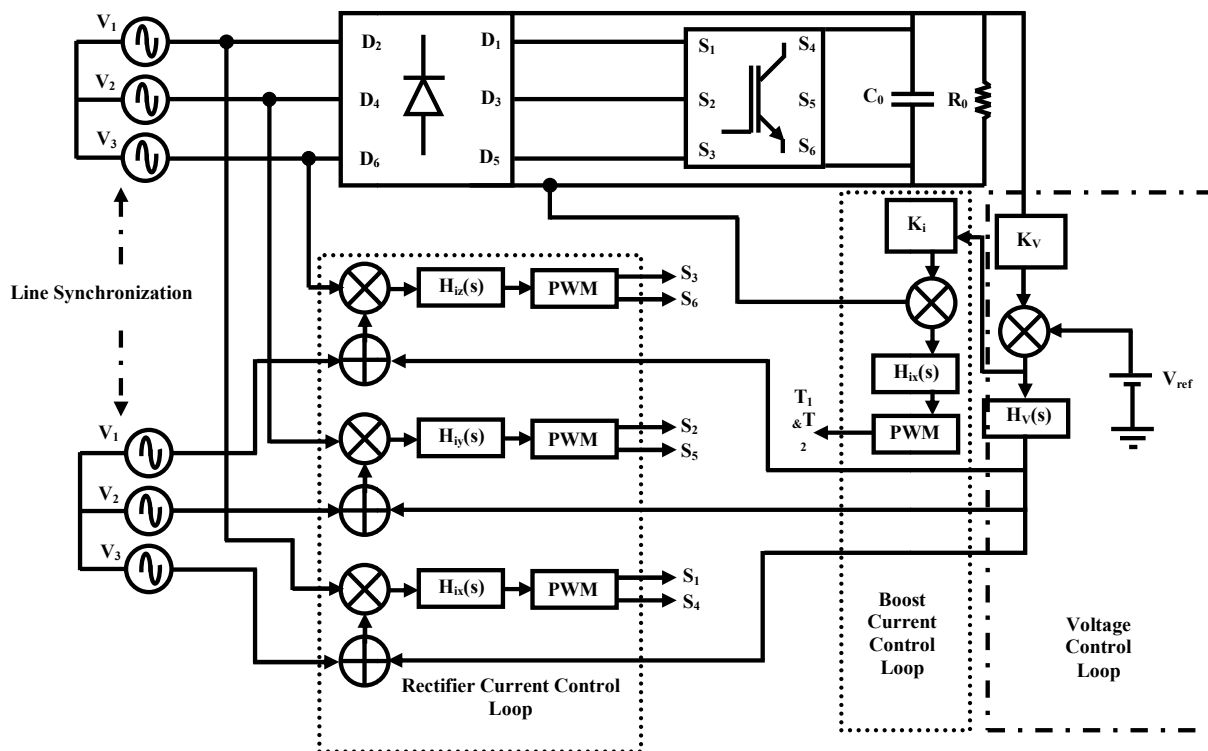 V1
D2
D1
S1
S4
V2
D4
D3
S2
S5
C0
R0
V3
D6
D5
S3
S6
Line Synchronization
Ki
KV
Hiz(s)
PWM
S3
S6
Hix(s)
Vref
T1
&T
2
PWM
HV(s)
V1
Hiy(s)
PWM
S2
S5
V2
V3
Hix(s)
PWM
S1
S4
Boost
Current
Control
Loop
Voltage
Control
Loop
Rectifier Current Control
Loop